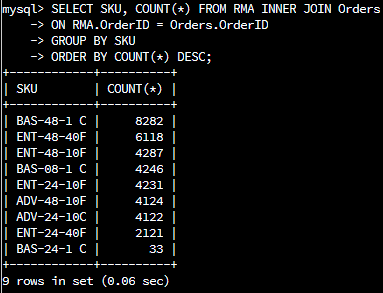 mysql> SELECT SKU, COUNT(*) FROM RMA INNER JOIN Orders
    -> ON RMA.OrderID = Orders.OrderID
    -> GROUP BY SKU
    -> ORDER BY COUNT(*) DESC;
+-------------+----------+
| SKU         | COUNT(*) |
+-------------+----------+
| BAS-48-1 C  |     8282 |
| ENT-48-40F  |     6118 |
| ENT-48-10F  |     4287 |
| BAS-08-1 C  |     4246 |
| ENT-24-10F  |     4231 |
| ADV-48-10F  |     4124 |
| ADV-24-10C  |     4122 |
| ENT-24-40F  |     2121 |
| BAS-24-1 C  |       33 |
+-------------+----------+
9 rows in set (0.06 sec)